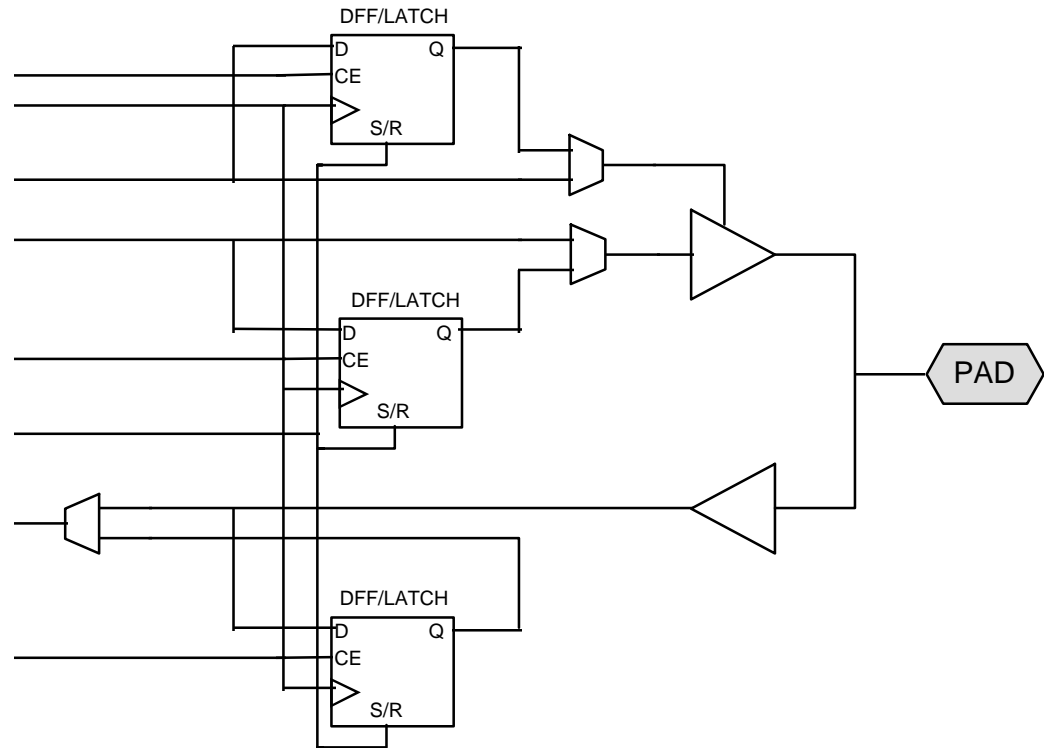 DFF/LATCH
D Q
CE
S/R
DFF/LATCH
D Q
CE
S/R
PAD
DFF/LATCH
D Q
CE
S/R